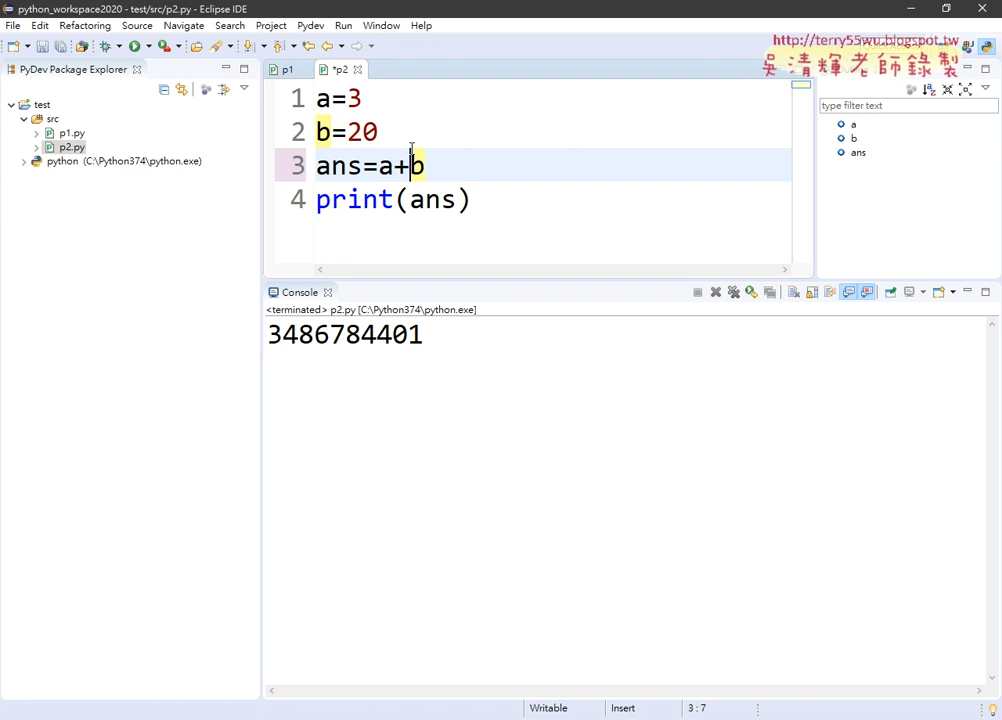 python_workspace2020 - test/src/p2.py - Eclipse IDE
File Edit Refactoring Source Navigate Search Project Pydev Run Window Help
http://terry55wu.blogspot.tw
吳清輝老師錄製
PyDev Package Explorer
test
src
p1.py
p2.py
python (C:\Python374\python.exe)
p1
*p2
1 a=3
2 b=20
3 ans=a+b
4 print(ans)
type filter text
a
b
ans
Console
<terminated> p2.py [C:\Python374\python.exe]
3486784401
Writable Insert 3 : 7